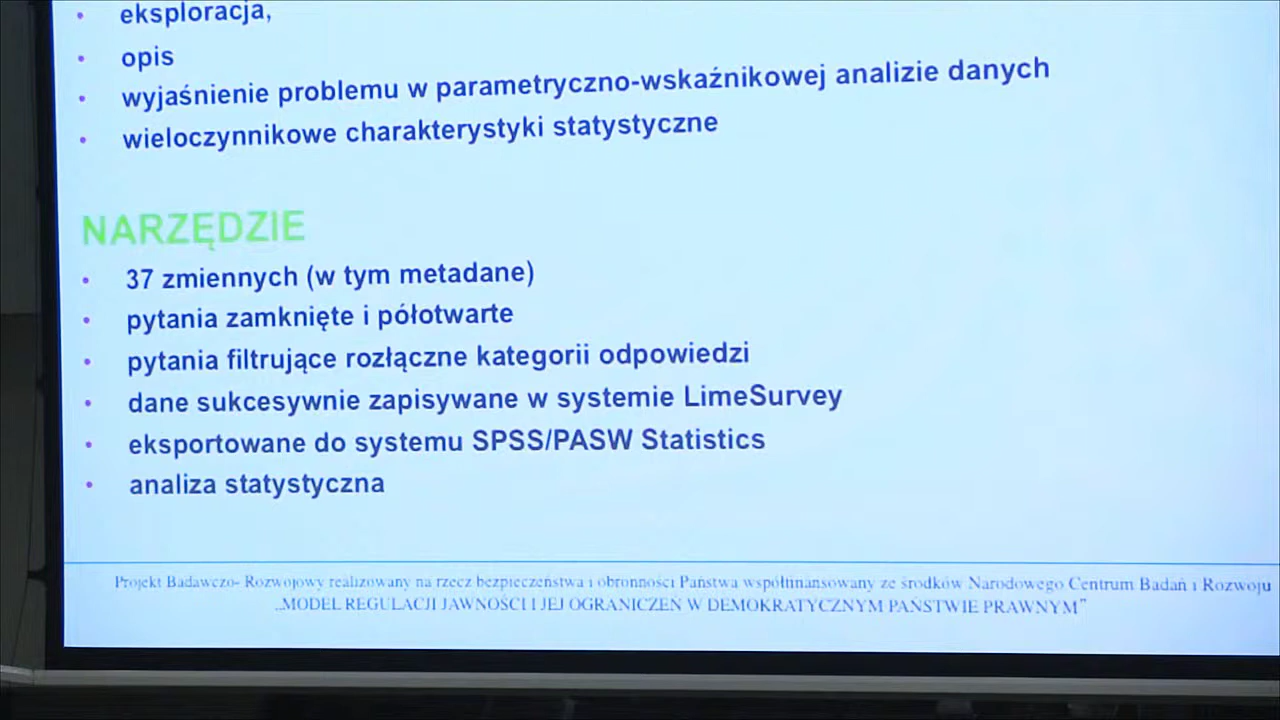 • eksploracja,
• opis
• wyjaśnienie problemu w parametryczno-wskaźnikowej analizie danych
• wieloczynnikowe charakterystyki statystyczne
NARZĘDZIE
• 37 zmiennych (w tym metadane)
• pytania zamknięte i półotwarte
• pytania filtrujące rozłączne kategorii odpowiedzi
• dane sukcesywnie zapisywane w systemie LimeSurvey
• eksportowane do systemu SPSS/PASW Statistics
• analiza statystyczna
Projekt Badawczo- Rozwojowy realizowany na rzecz bezpieczeństwa i obronności Państwa współfinansowany ze środków Narodowego Centrum Badań i Rozwoju
„MODEL REGULACJI JAWNOŚCI I JEJ OGRANICZEŃ W DEMOKRATYCZNYM PAŃSTWIE PRAWNYM”